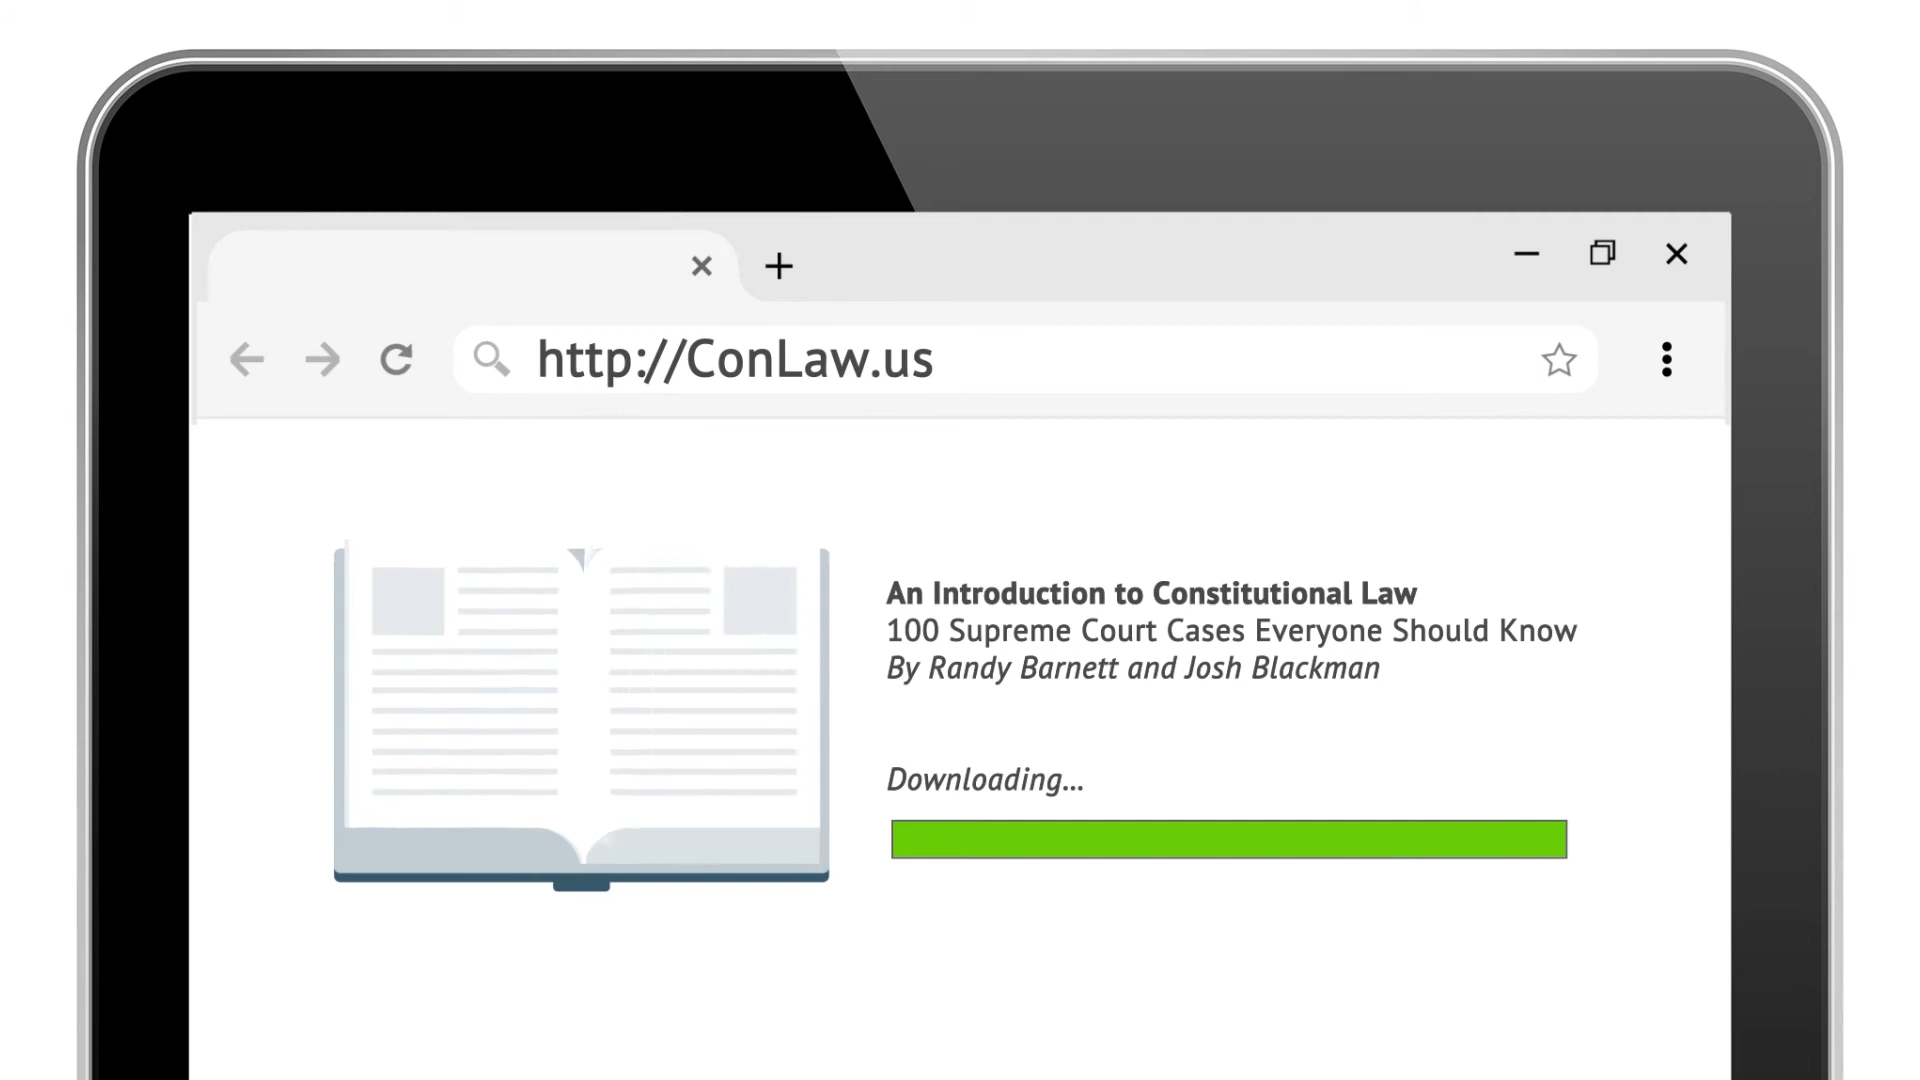 http://ConLaw.us
An Introduction to Constitutional Law
100 Supreme Court Cases Everyone Should Know
By Randy Barnett and Josh Blackman
Downloading...